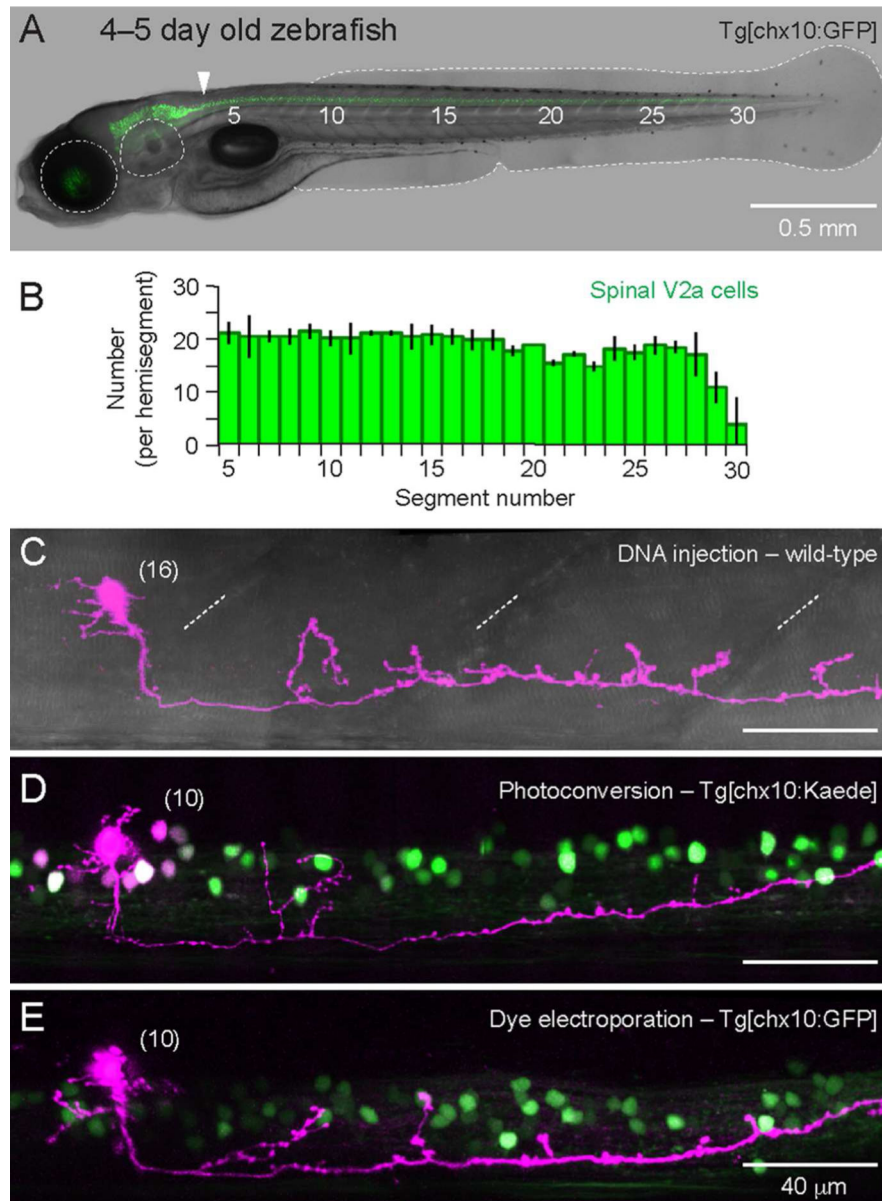 A 4–5 day old zebrafish Tg[chx10:GFP]
5 10 15 20 25 30
0.5 mm
B
Number
(per hemisegment)
30
20
10
0
Spinal V2a cells
5 10 15 20 25 30
Segment number
C (16) DNA injection – wild-type
D (10) Photoconversion – Tg[chx10:Kaede]
E (10) Dye electroporation – Tg[chx10:GFP]
40 μm